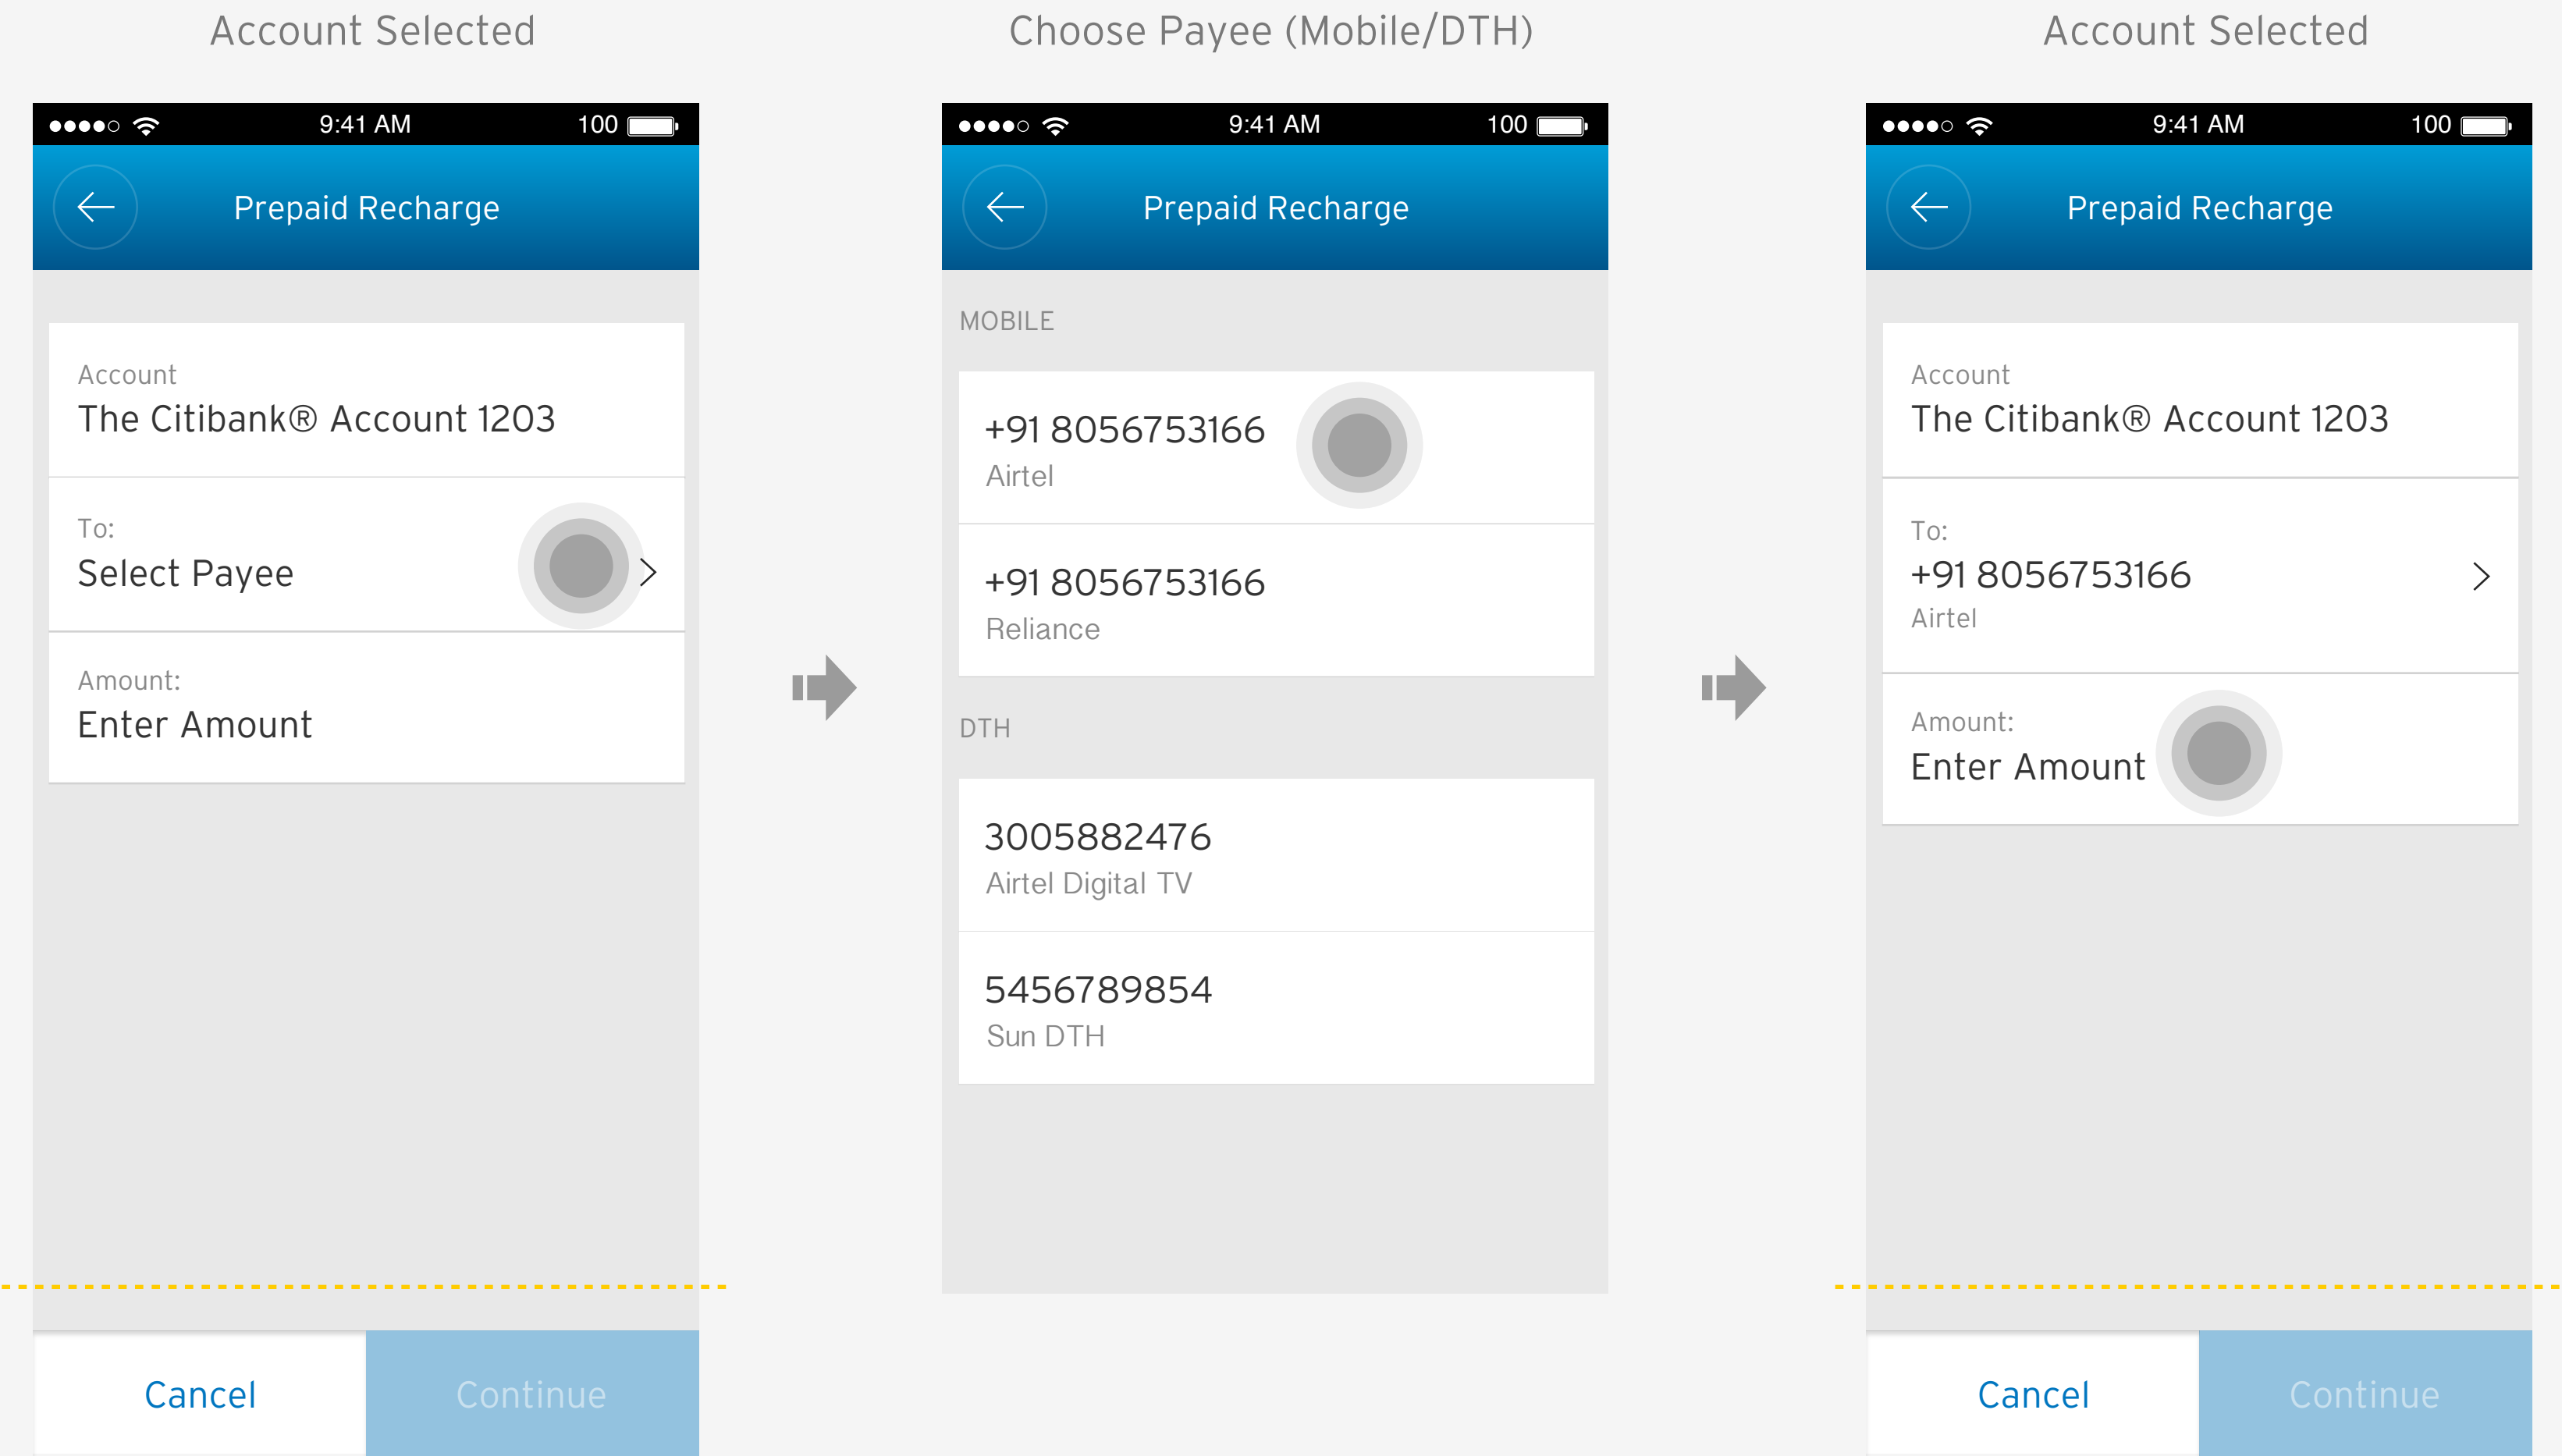 Account Selected
9:41 AM
100
Prepaid Recharge
Account
The Citibank® Account 1203
To:
Select Payee
Amount:
Enter Amount
Cancel
Continue
Choose Payee (Mobile/DTH)
9:41 AM
100
Prepaid Recharge
MOBILE
+91 8056753166
Airtel
+91 8056753166
Reliance
DTH
3005882476
Airtel Digital TV
5456789854
Sun DTH
Account Selected
9:41 AM
100
Prepaid Recharge
Account
The Citibank® Account 1203
To:
+91 8056753166
Airtel
Amount:
Enter Amount
Cancel
Continue